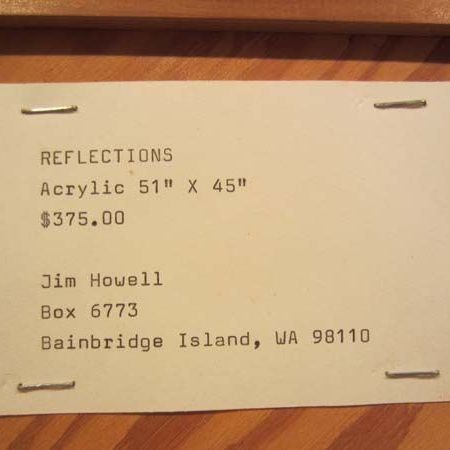 REFLECTIONS
Acrylic 51" X 45"
$375.00
Jim Howell
Box 6773
Bainbridge Island, WA 98110